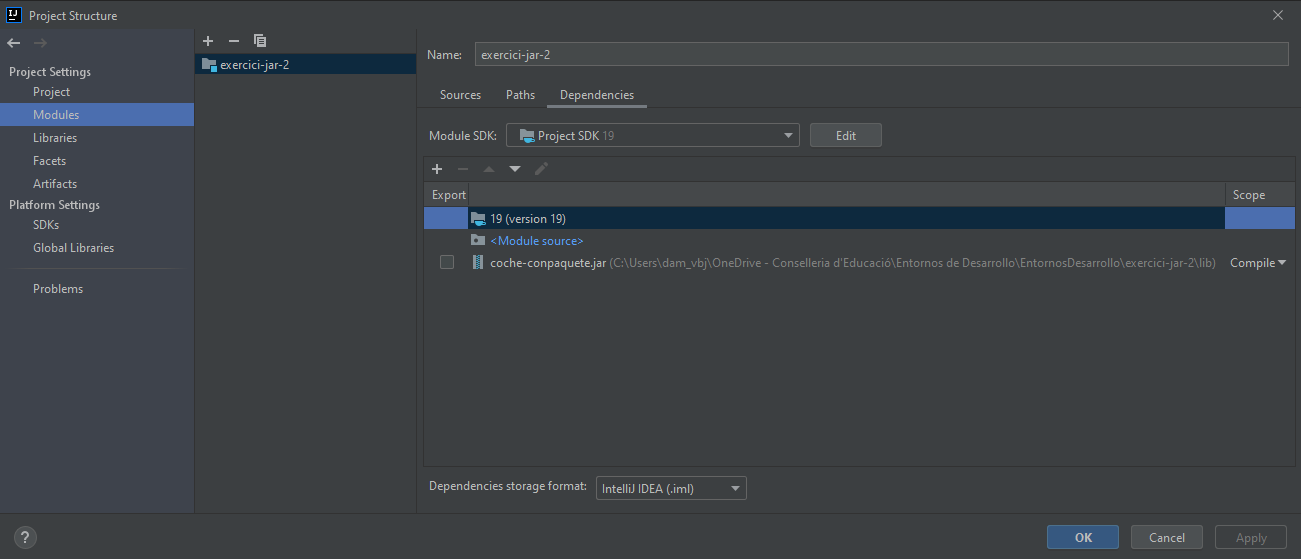 Project Structure
Project Settings
Project
Modules
Libraries
Facets
Artifacts
Platform Settings
SDKs
Global Libraries
Problems
exercici-jar-2
Name: exercici-jar-2
Sources Paths Dependencies
Module SDK: Project SDK 19 Edit
Export Scope
19 (version 19)
<Module source>
coche-conpaquete.jar (C:\Users\dam_vbj\OneDrive - Conselleria d'Educació\Entornos de Desarrollo\EntornosDesarrollo\exercici-jar-2\lib) Compile
Dependencies storage format: IntelliJ IDEA (.iml)
? OK Cancel Apply